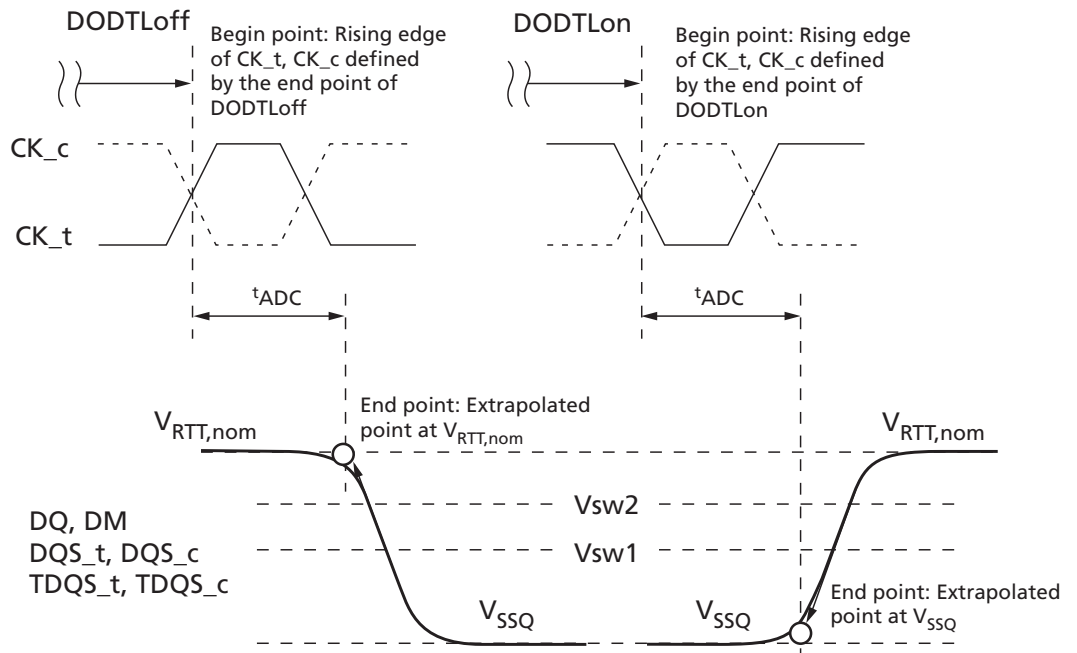 DODTLoff
Begin point: Rising edge
of CK_t, CK_c defined
by the end point of
DODTLoff
DODTLon
Begin point: Rising edge
of CK_t, CK_c defined
by the end point of
DODTLon
CK_c
CK_t
tADC
tADC
End point: Extrapolated
point at VRTT,nom
VRTT,nom
VRTT,nom
Vsw2
DQ, DM
DQS_t, DQS_c
TDQS_t, TDQS_c
Vsw1
VSSQ
VSSQ
End point: Extrapolated
point at VSSQ